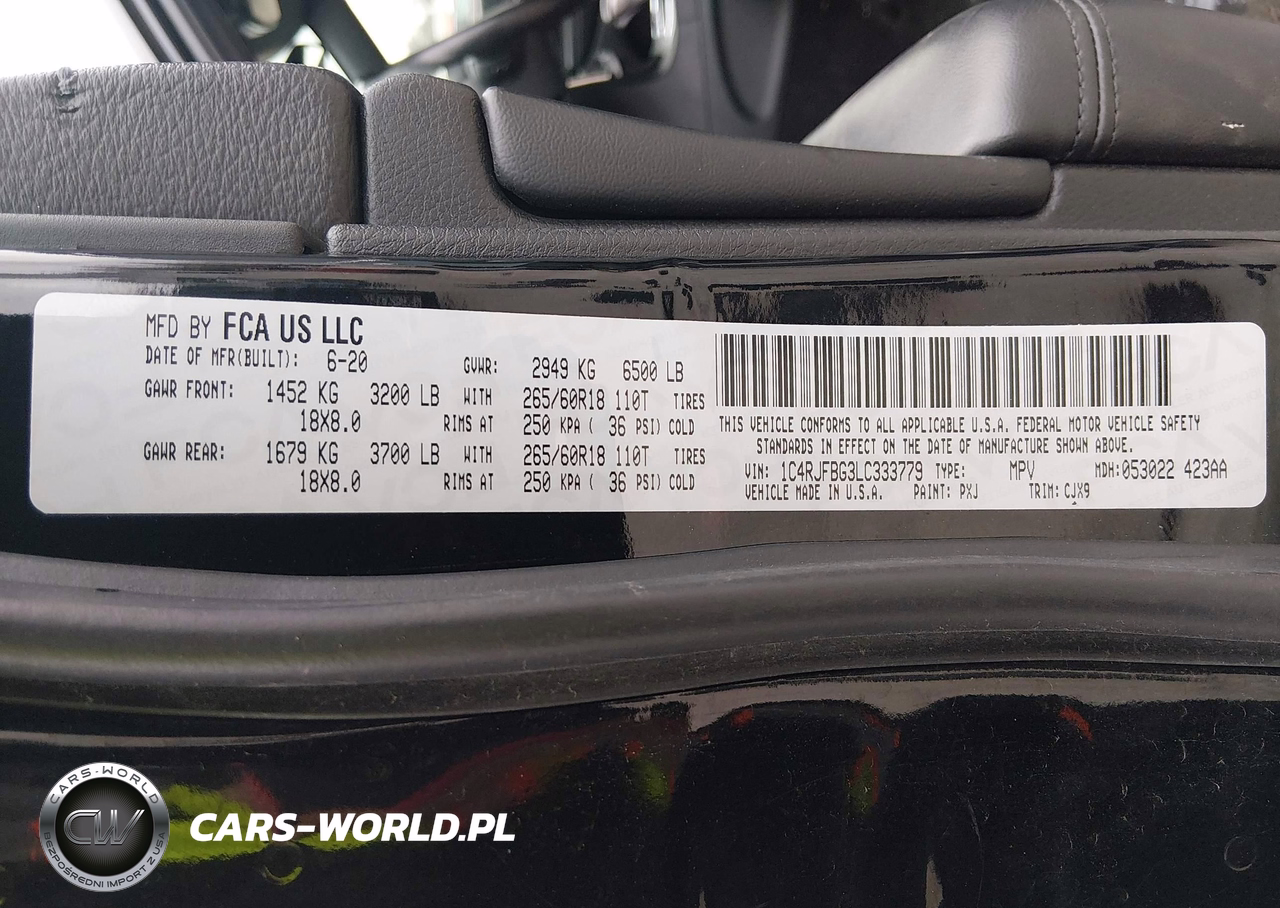 MFD BY FCA US LLC
DATE OF MFR(BUILT): 6-20 GVWR: 2949 KG 6500 LB
GAWR FRONT: 1452 KG 3200 LB WITH 265/60R18 110T TIRES
18X8.0 RIMS AT 250 KPA ( 36 PSI) COLD
GAWR REAR: 1679 KG 3700 LB WITH 265/60R18 110T TIRES
18X8.0 RIMS AT 250 KPA ( 36 PSI) COLD
THIS VEHICLE CONFORMS TO ALL APPLICABLE U.S.A. FEDERAL MOTOR VEHICLE SAFETY
STANDARDS IN EFFECT ON THE DATE OF MANUFACTURE SHOWN ABOVE.
VIN: 1C4RJFBG3LC333779 TYPE: MPV MDH:053022 423AA
VEHICLE MADE IN U.S.A. PAINT: PXJ TRIM: CJX9
CARS-WORLD
CW
BEZPOŚREDNI IMPORT Z USA
CARS-WORLD.PL